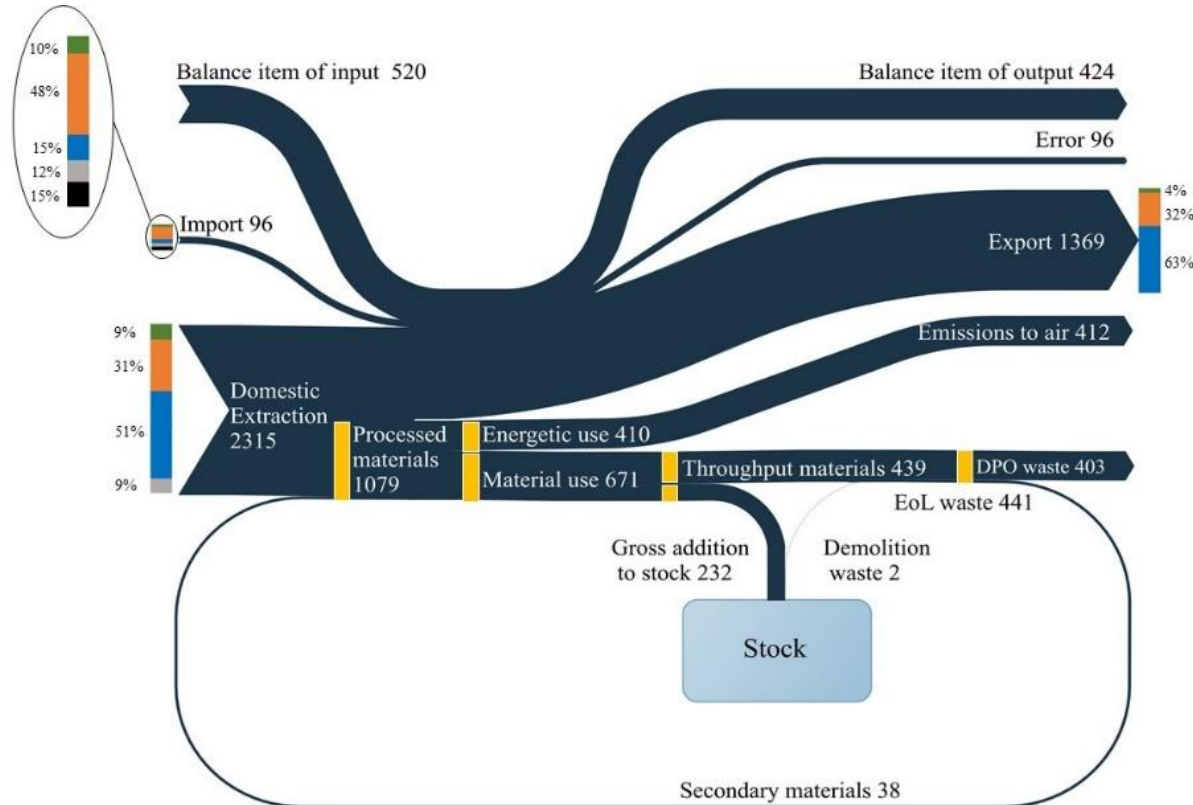 10%
48%
15%
12%
15%
Balance item of input 520
Balance item of output 424
Error 96
Import 96
4%
32%
63%
Export 1369
9%
31%
51%
9%
Emissions to air 412
Domestic
Extraction
2315
Processed
materials
1079
Energetic use 410
Material use 671
Throughput materials 439
DPO waste 403
EoL waste 441
Gross addition
to stock 232
Demolition
waste 2
Stock
Secondary materials 38